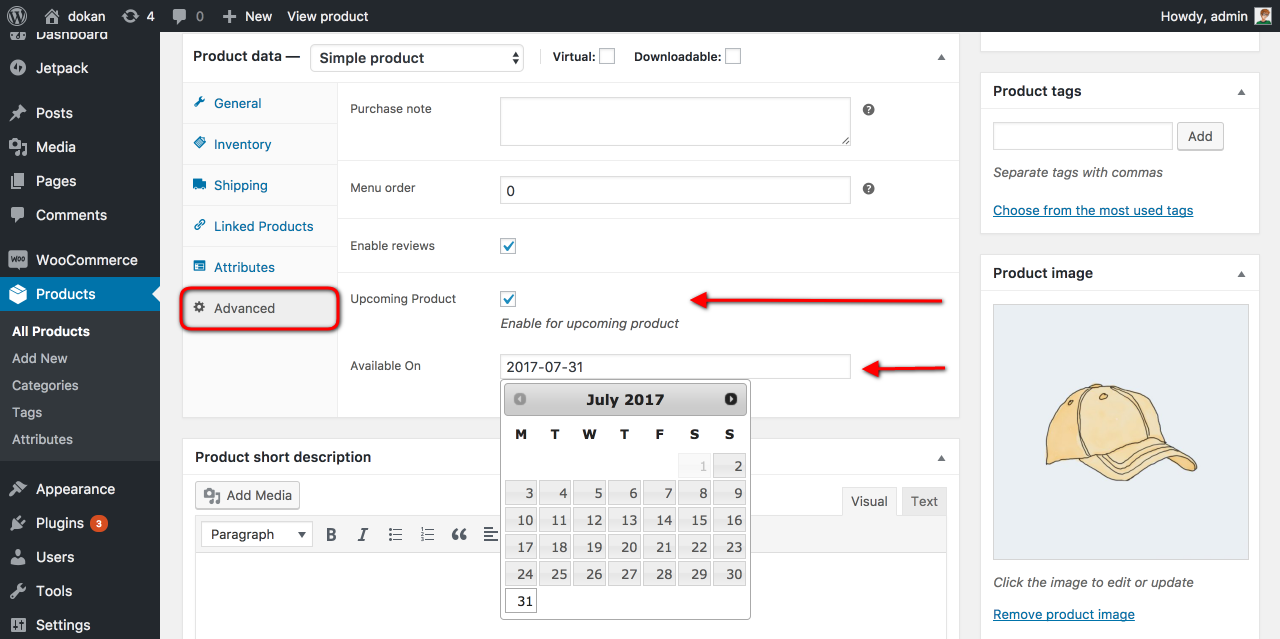 dokan 4 0 New View product Howdy, admin
Dashboard
Jetpack
Posts
Media
Pages
Comments
WOO WooCommerce
Products
All Products
Add New
Categories
Tags
Attributes
Appearance
Plugins 3
Users
Tools
Settings
Product data — Simple product Virtual: Downloadable:
General
Inventory
Shipping
Linked Products
Attributes
Advanced
Purchase note ?
Menu order 0 ?
Enable reviews
Upcoming Product
Enable for upcoming product
Available On 2017-07-31
July 2017
M T W T F S S
1 2
3 4 5 6 7 8 9
10 11 12 13 14 15 16
17 18 19 20 21 22 23
24 25 26 27 28 29 30
31
Product short description
Add Media
Visual Text
Paragraph B I
Product tags
Add
Separate tags with commas
Choose from the most used tags
Product image
Click the image to edit or update
Remove product image